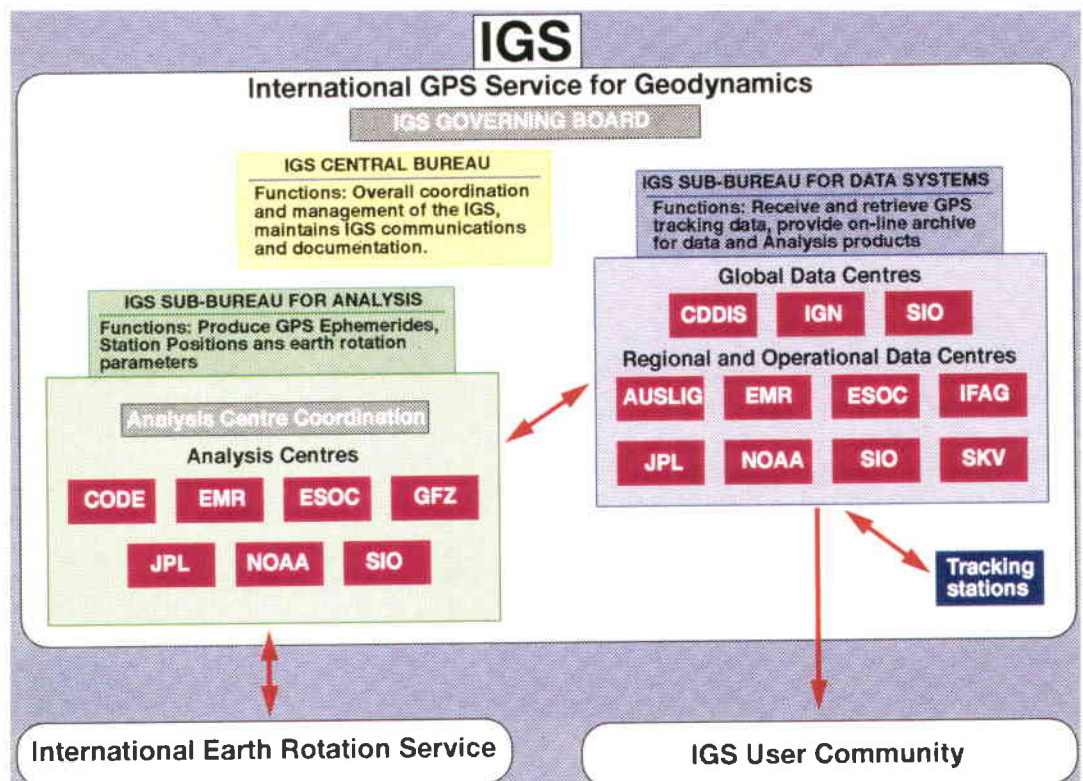 IGS
International GPS Service for Geodynamics
IGS GOVERNING BOARD
IGS CENTRAL BUREAU
Functions: Overall coordination
and management of the IGS,
maintains IGS communications
and documentation.
IGS SUB-BUREAU FOR DATA SYSTEMS
Functions: Receive and retrieve GPS
tracking data, provide on-line archive
for data and Analysis products
Global Data Centres
CDDIS IGN SIO
Regional and Operational Data Centres
AUSLIG EMR ESOC IFAG
JPL NOAA SIO SKV
IGS SUB-BUREAU FOR ANALYSIS
Functions: Produce GPS Ephemerides,
Station Positions ans earth rotation
parameters
Analysis Centre Coordination
Analysis Centres
CODE EMR ESOC GFZ
JPL NOAA SIO
Tracking
stations
International Earth Rotation Service
IGS User Community